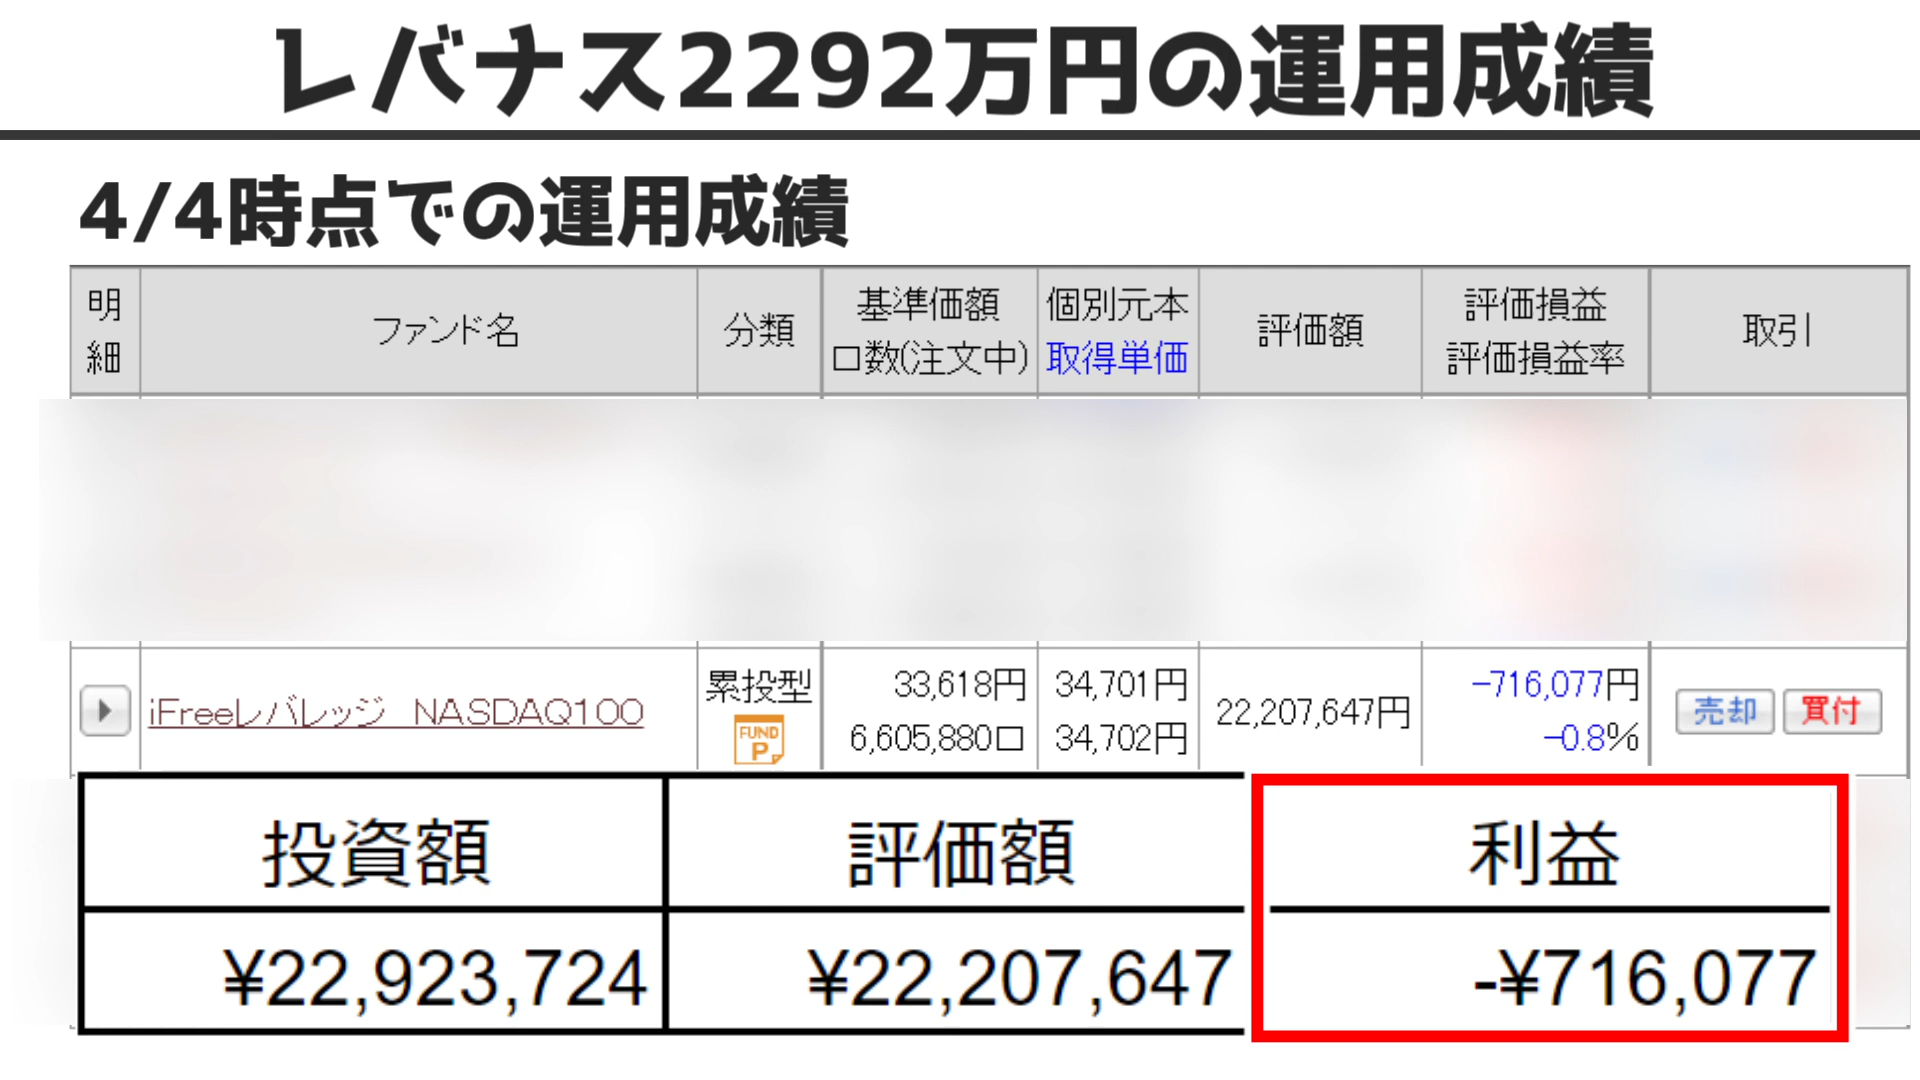 レバナス2292万円の運用成績
4/4時点での運用成績
明細
ファンド名
分類
基準価額
口数(注文中)
個別元本
取得単価
評価額
評価損益
評価損益率
取引
iFreeレバレッジ　NASDAQ100
累投型
FUND
P
33,618円
6,605,880口
34,701円
34,702円
22,207,647円
−716,077円
−0.8%
売却
買付
投資額
評価額
利益
¥22,923,724
¥22,207,647
-¥716,077